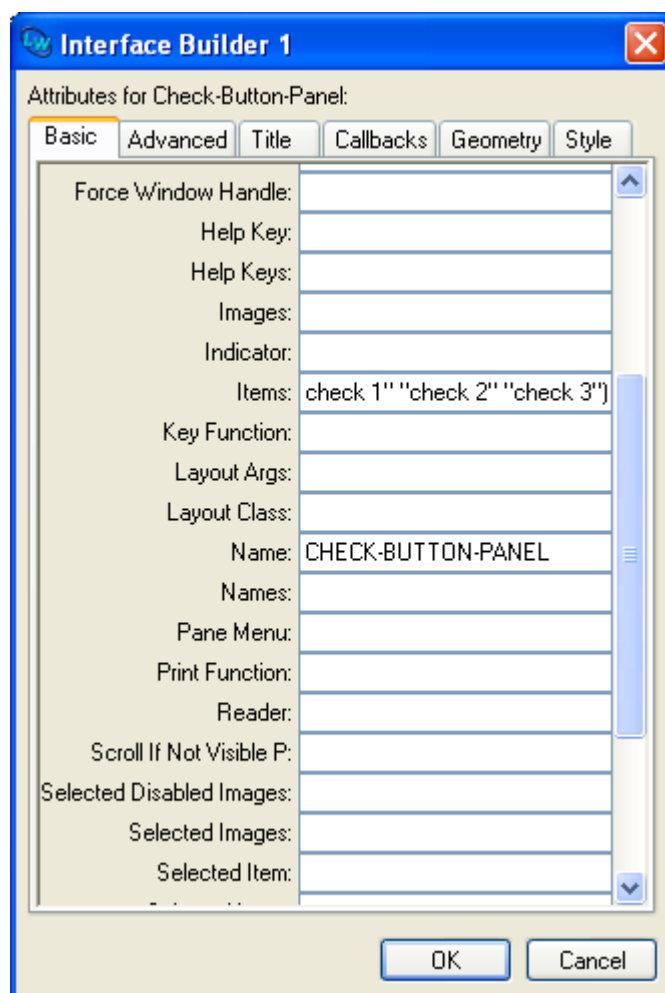 Interface Builder 1
Attributes for Check-Button-Panel:
Basic Advanced Title Callbacks Geometry Style
Force Window Handle:
Help Key:
Help Keys:
Images:
Indicator:
Items: check 1" "check 2" "check 3")
Key Function:
Layout Args:
Layout Class:
Name: CHECK-BUTTON-PANEL
Names:
Pane Menu:
Print Function:
Reader:
Scroll If Not Visible P:
Selected Disabled Images:
Selected Images:
Selected Item:
OK Cancel